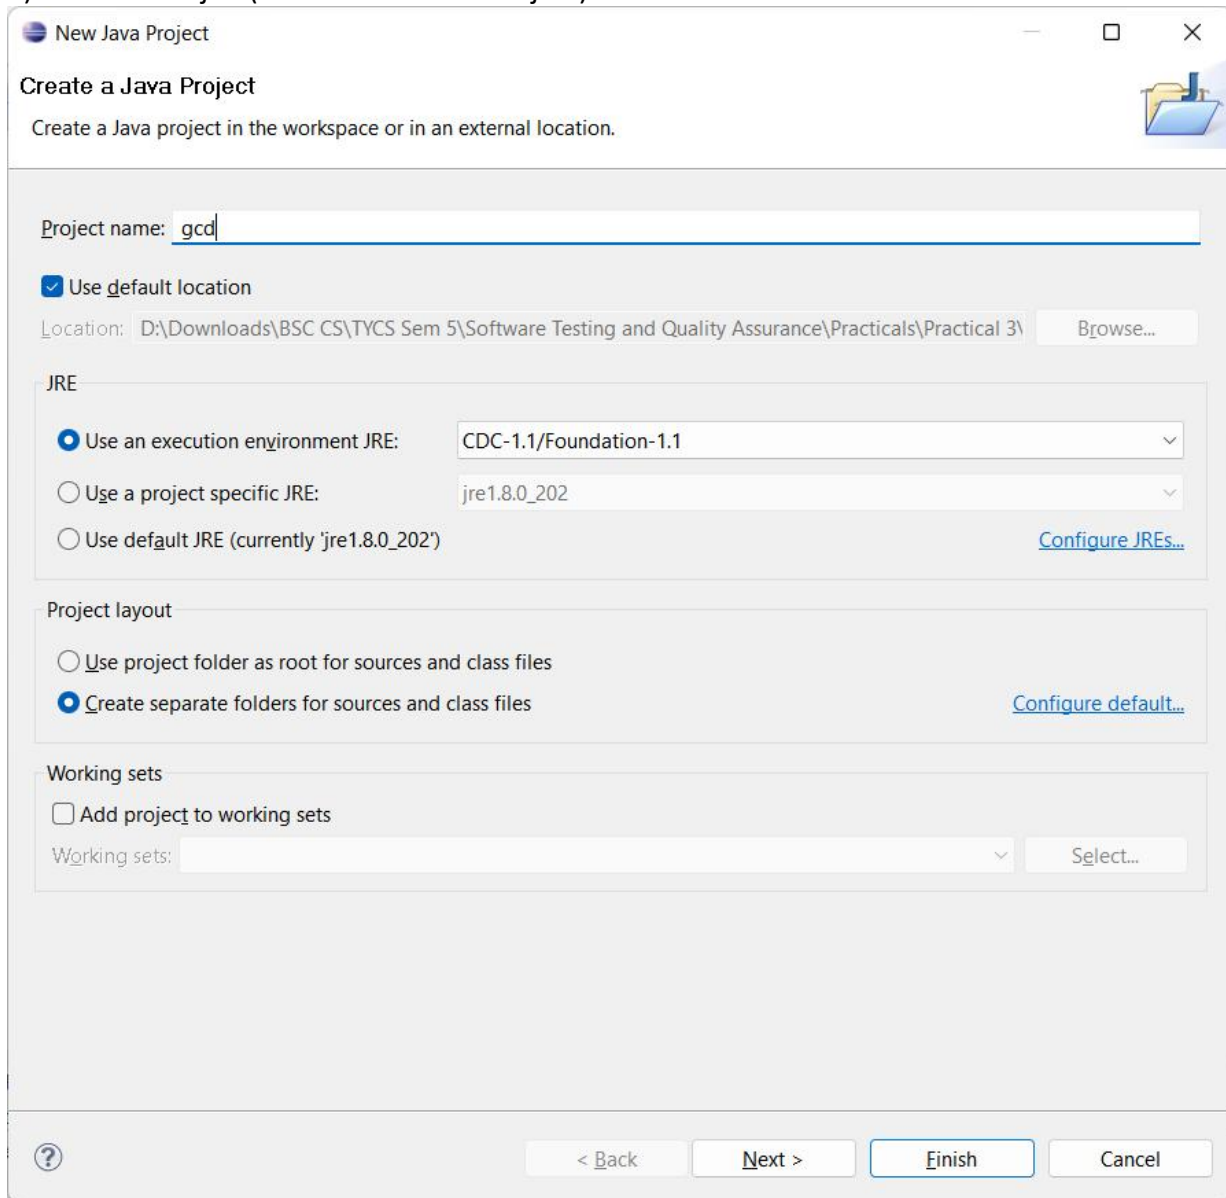 New Java Project
Create a Java Project
Create a Java project in the workspace or in an external location.
Project name: gcd
Use default location
Location: D:\Downloads\BSC CS\TYCS Sem 5\Software Testing and Quality Assurance\Practicals\Practical 3\ Browse...
JRE
Use an execution environment JRE: CDC-1.1/Foundation-1.1
Use a project specific JRE: jre1.8.0_202
Use default JRE (currently 'jre1.8.0_202') Configure JREs...
Project layout
Use project folder as root for sources and class files
Create separate folders for sources and class files Configure default...
Working sets
Add project to working sets
Working sets: Select...
? < Back Next > Finish Cancel